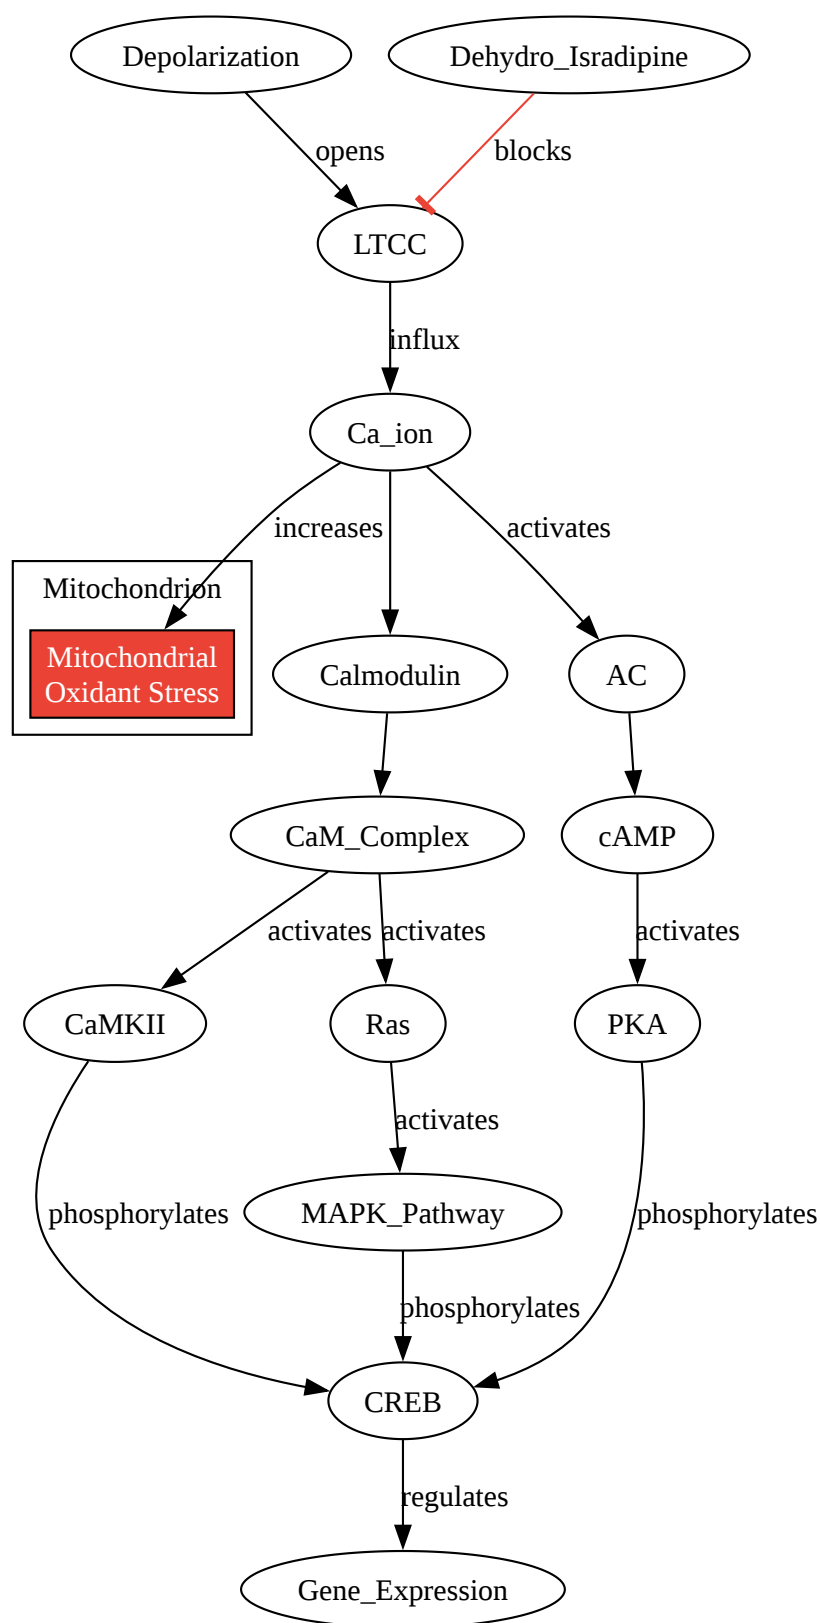 Depolarization
Dehydro_Isradipine
opens
blocks
LTCC
influx
Ca_ion
increases
activates
Mitochondrion
Mitochondrial
Oxidant Stress
Calmodulin
AC
CaM_Complex
cAMP
activates
activates
activates
CaMKII
Ras
PKA
activates
phosphorylates
MAPK_Pathway
phosphorylates
phosphorylates
CREB
regulates
Gene_Expression